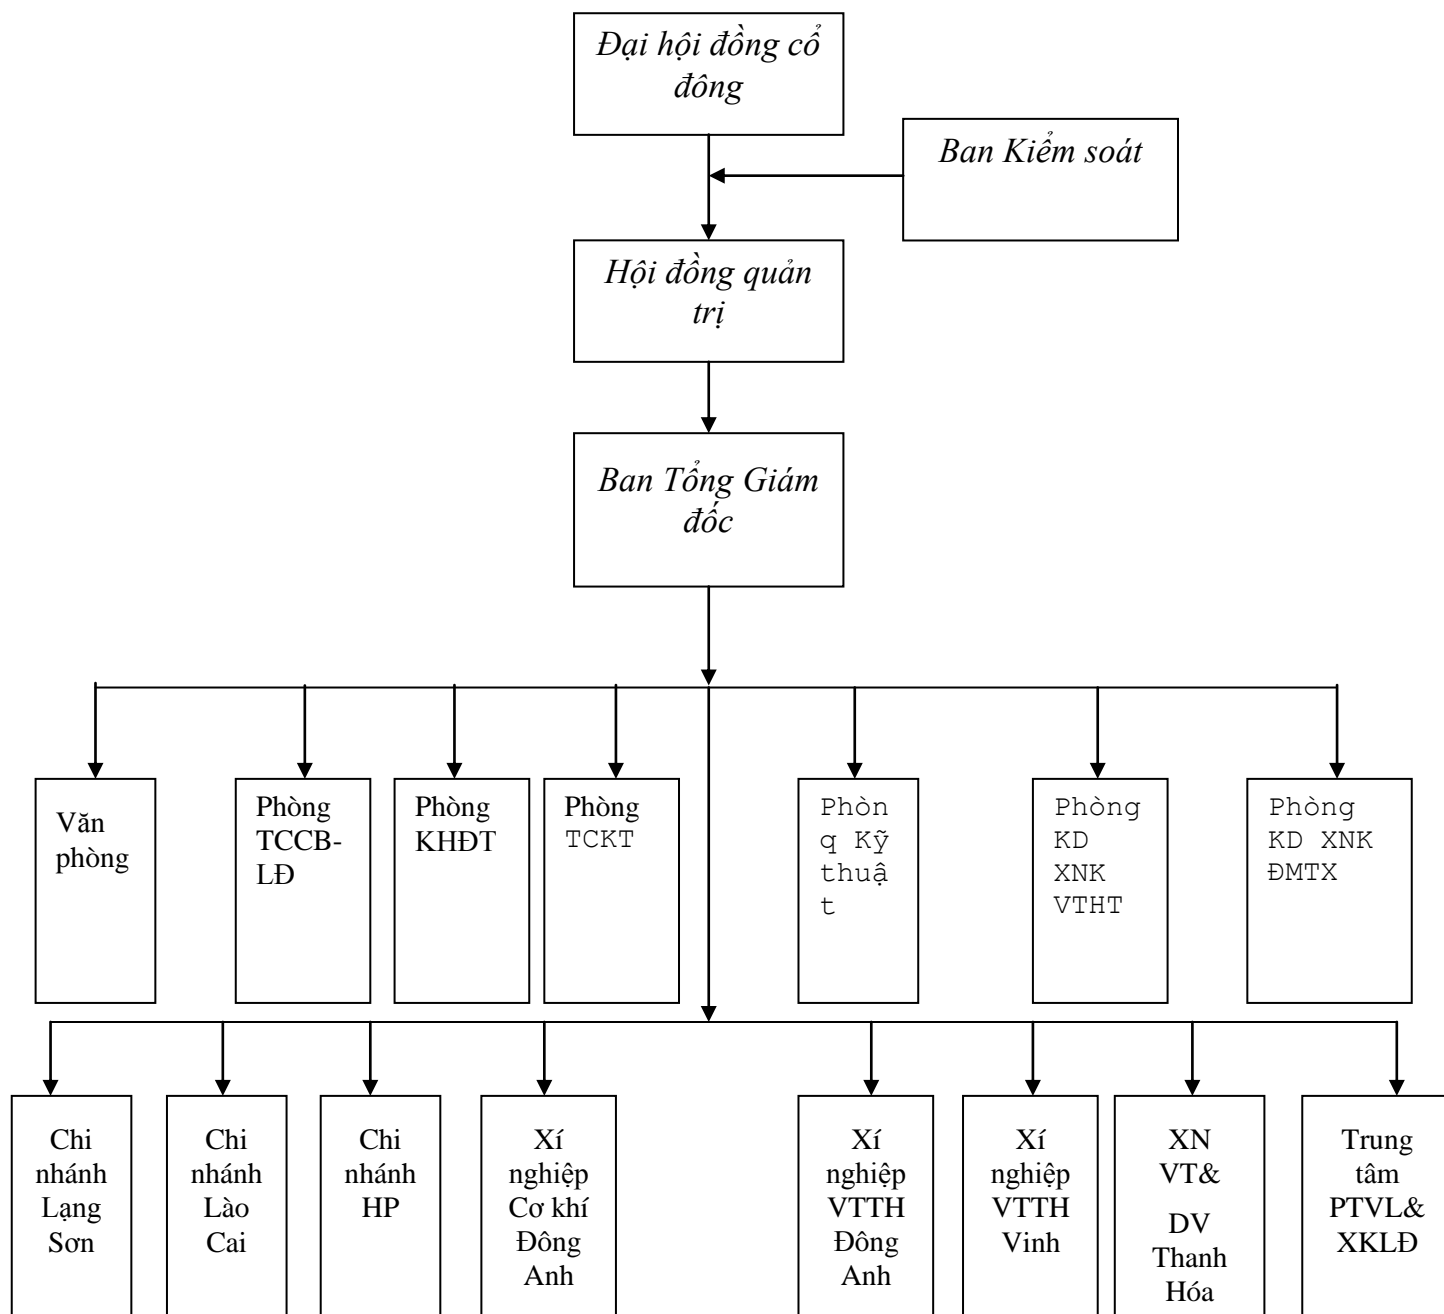 Đại hội đồng cổ
đông
Ban Kiểm soát
Hội đồng quản
trị
Ban Tổng Giám
đốc
Văn
phòng
Phòng
TCCB-
LĐ
Phòng
KHĐT
Phòng
TCKT
Phòn
g Kỹ
thuậ
t
Phòng
KD
XNK
VTHT
Phòng
KD XNK
ĐMTX
Chi
nhánh
Lạng
Sơn
Chi
nhánh
Lào
Cai
Chi
nhánh
HP
Xí
nghiệp
Cơ khí
Đông
Anh
Xí
nghiệp
VTTH
Đông
Anh
Xí
nghiệp
VTTH
Vinh
XN
VT&
DV
Thanh
Hóa
Trung
tâm
PTVL&
XKLĐ